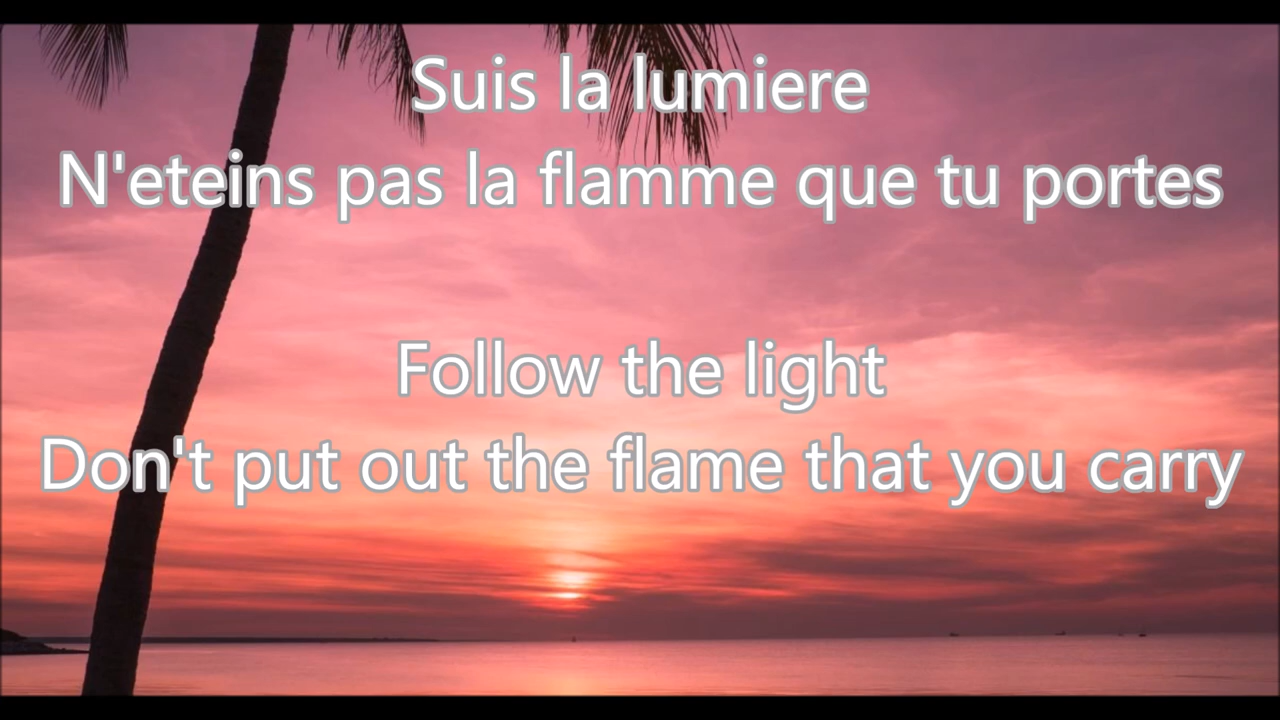 Suis la lumiere
N'eteins pas la flamme que tu portes
Follow the light
Don't put out the flame that you carry